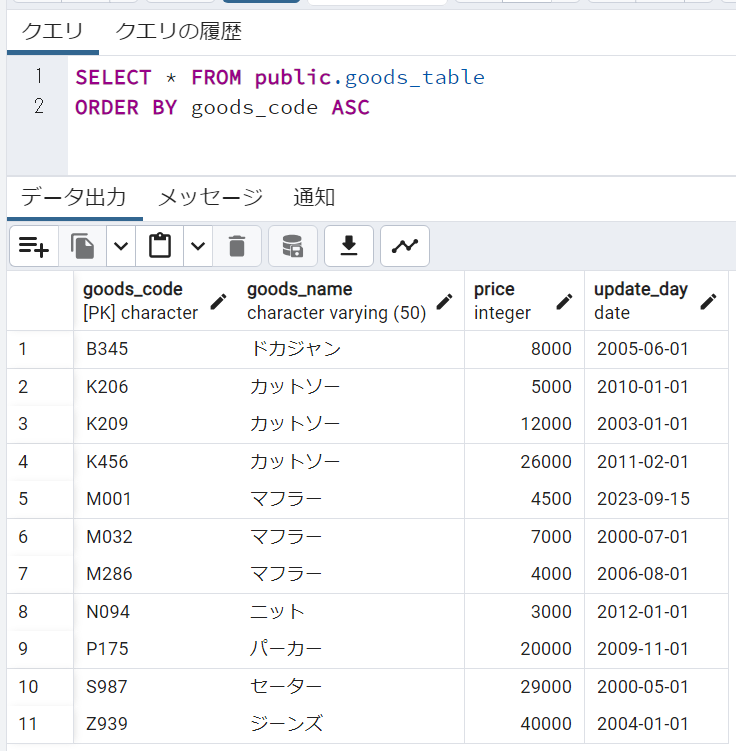 クエリ クエリの履歴
1 SELECT * FROM public.goods_table
2 ORDER BY goods_code ASC
データ出力 メッセージ 通知
goods_code goods_name price update_day
[PK] character character varying (50) integer date
1 B345 ドカジャン 8000 2005-06-01
2 K206 カットソー 5000 2010-01-01
3 K209 カットソー 12000 2003-01-01
4 K456 カットソー 26000 2011-02-01
5 M001 マフラー 4500 2023-09-15
6 M032 マフラー 7000 2000-07-01
7 M286 マフラー 4000 2006-08-01
8 N094 ニット 3000 2012-01-01
9 P175 パーカー 20000 2009-11-01
10 S987 セーター 29000 2000-05-01
11 Z939 ジーンズ 40000 2004-01-01